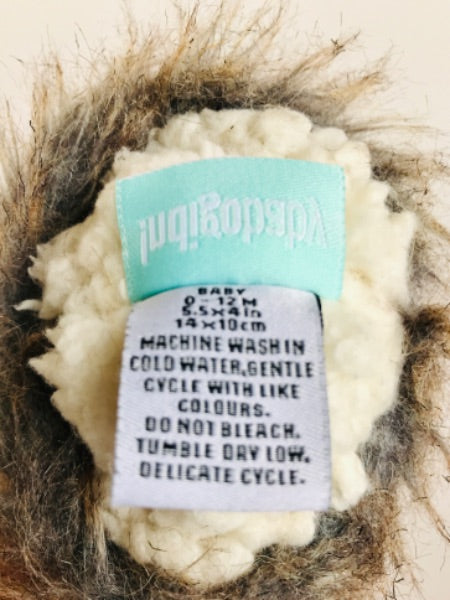 indigobaby
BABY
0 - 12 M
5.5x4in
14x10cm
MACHINE WASH IN
COLD WATER,GENTLE
CYCLE WITH LIKE
COLOURS.
DO NOT BLEACH.
TUMBLE DRY LOW.
DELICATE CYCLE.